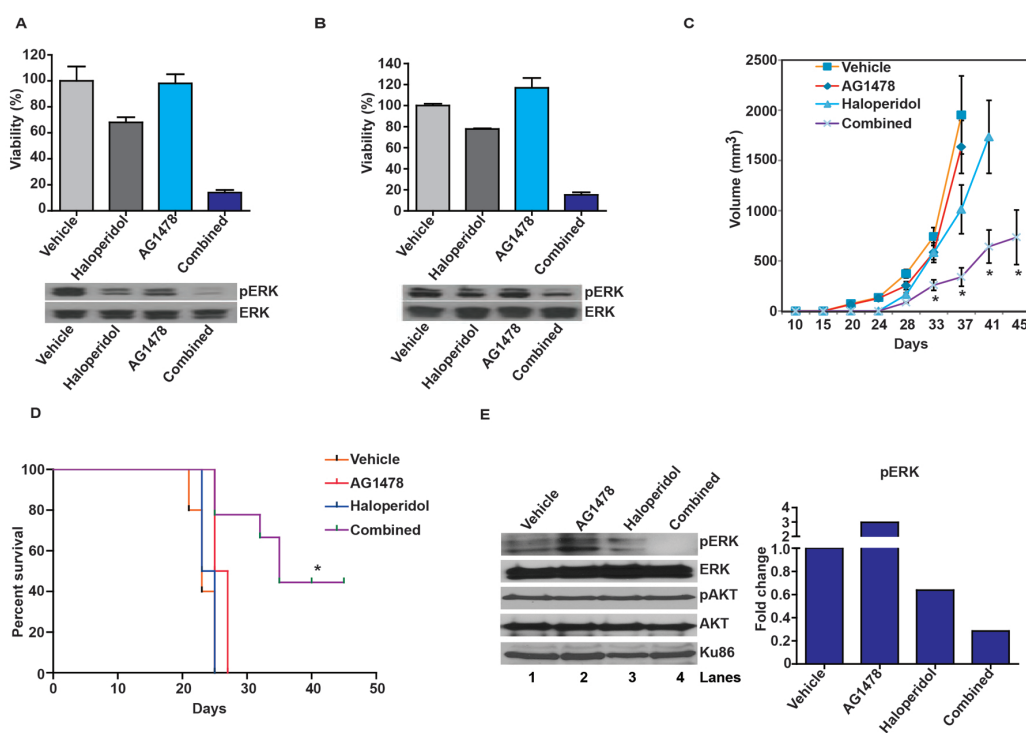 A
120
100
80
60
40
20
0
Viability (%)
Vehicle
Haloperidol
AG1478
Combined
pERK
ERK
Vehicle
Haloperidol
AG1478
Combined
B
140
120
100
80
60
40
20
0
Viability (%)
Vehicle
Haloperidol
AG1478
Combined
pERK
ERK
Vehicle
Haloperidol
AG1478
Combined
C
2500
2000
1500
1000
500
0
Volume (mm³)
Vehicle
AG1478
Haloperidol
Combined
* * * *
10 15 20 24 28 33 37 41 45
Days
D
100
80
60
40
20
0
Percent survival
Vehicle
AG1478
Haloperidol
Combined
*
0 10 20 30 40 50
Days
E
Vehicle
AG1478
Haloperidol
Combined
pERK
ERK
pAKT
AKT
Ku86
1 2 3 4 Lanes
pERK
4
3
2
1.0
0.8
0.6
0.4
0.2
0
Fold change
Vehicle
AG1478
Haloperidol
Combined